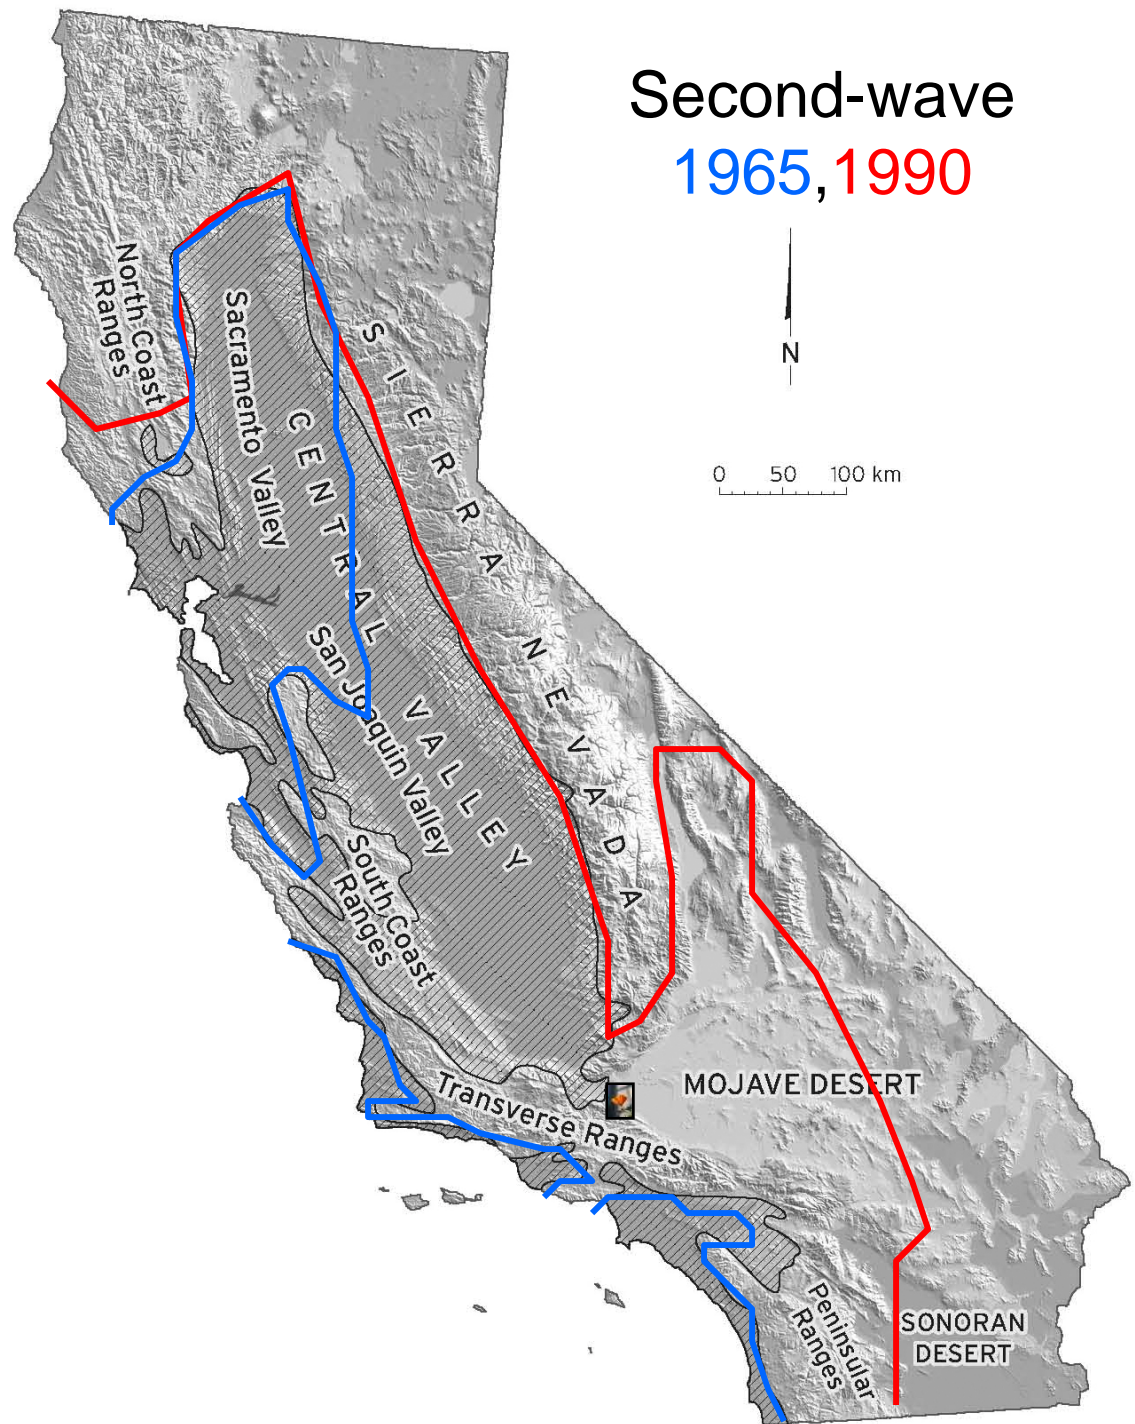 Second-wave
1965,1990
N
0 50 100 km
North Coast
Ranges
Sacramento Valley
SIERRA NEVADA
CENTRAL VALLEY
San Joaquin Valley
South Coast
Ranges
Transverse Ranges
MOJAVE DESERT
Peninsular
Ranges
SONORAN
DESERT